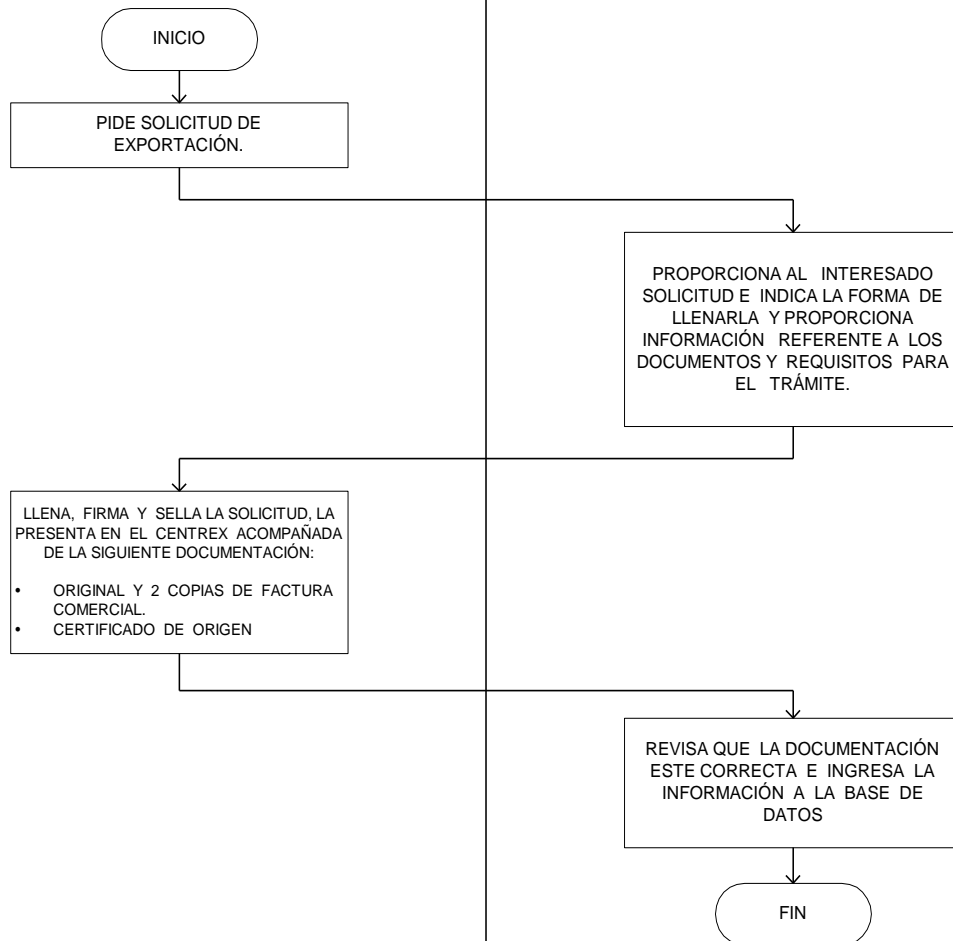 INICIO
PIDE SOLICITUD DE
EXPORTACIÓN.
PROPORCIONA AL INTERESADO
SOLICITUD E INDICA LA FORMA DE
LLENARLA Y PROPORCIONA
INFORMACIÓN REFERENTE A LOS
DOCUMENTOS Y REQUISITOS PARA
EL TRÁMITE.
LLENA, FIRMA Y SELLA LA SOLICITUD, LA
PRESENTA EN EL CENTREX ACOMPAÑADA
DE LA SIGUIENTE DOCUMENTACIÓN:
• ORIGINAL Y 2 COPIAS DE FACTURA
COMERCIAL.
• CERTIFICADO DE ORIGEN
REVISA QUE LA DOCUMENTACIÓN
ESTE CORRECTA E INGRESA LA
INFORMACIÓN A LA BASE DE
DATOS
FIN